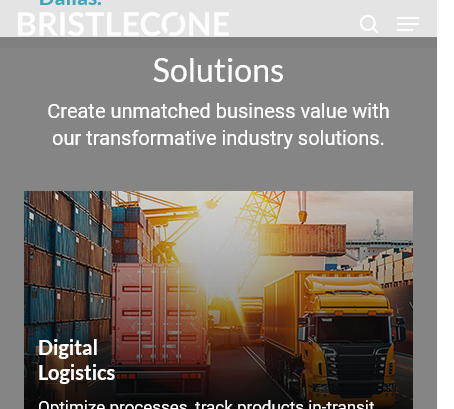 Dallas.
BRISTLECONE
Solutions
Create unmatched business value with
our transformative industry solutions.
Digital
Logistics
Optimize processes, track products in-transit